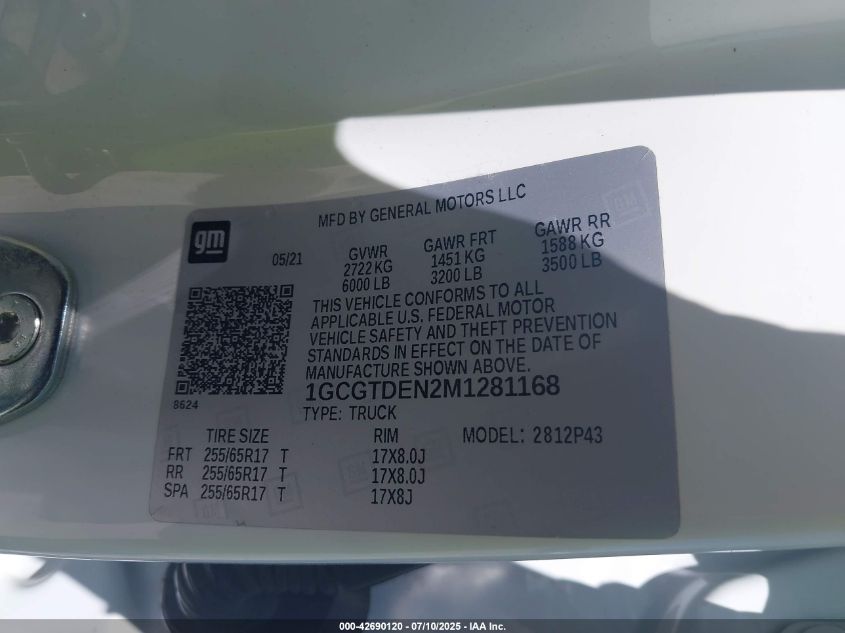 MFD BY GENERAL MOTORS LLC
gm
05/21
GVWR
2722 KG
6000 LB
GAWR FRT
1451 KG
3200 LB
GAWR RR
1588 KG
3500 LB
THIS VEHICLE CONFORMS TO ALL
APPLICABLE U.S. FEDERAL MOTOR
VEHICLE SAFETY AND THEFT PREVENTION
STANDARDS IN EFFECT ON THE DATE OF
MANUFACTURE SHOWN ABOVE.
1GCGTDEN2M1281168
8624
TYPE: TRUCK
TIRE SIZE RIM MODEL: 2812P43
FRT 255/65R17 T 17X8.0J
RR 255/65R17 T 17X8.0J
SPA 255/65R17 T 17X8J
000-42690120 - 07/10/2025 - IAA Inc.